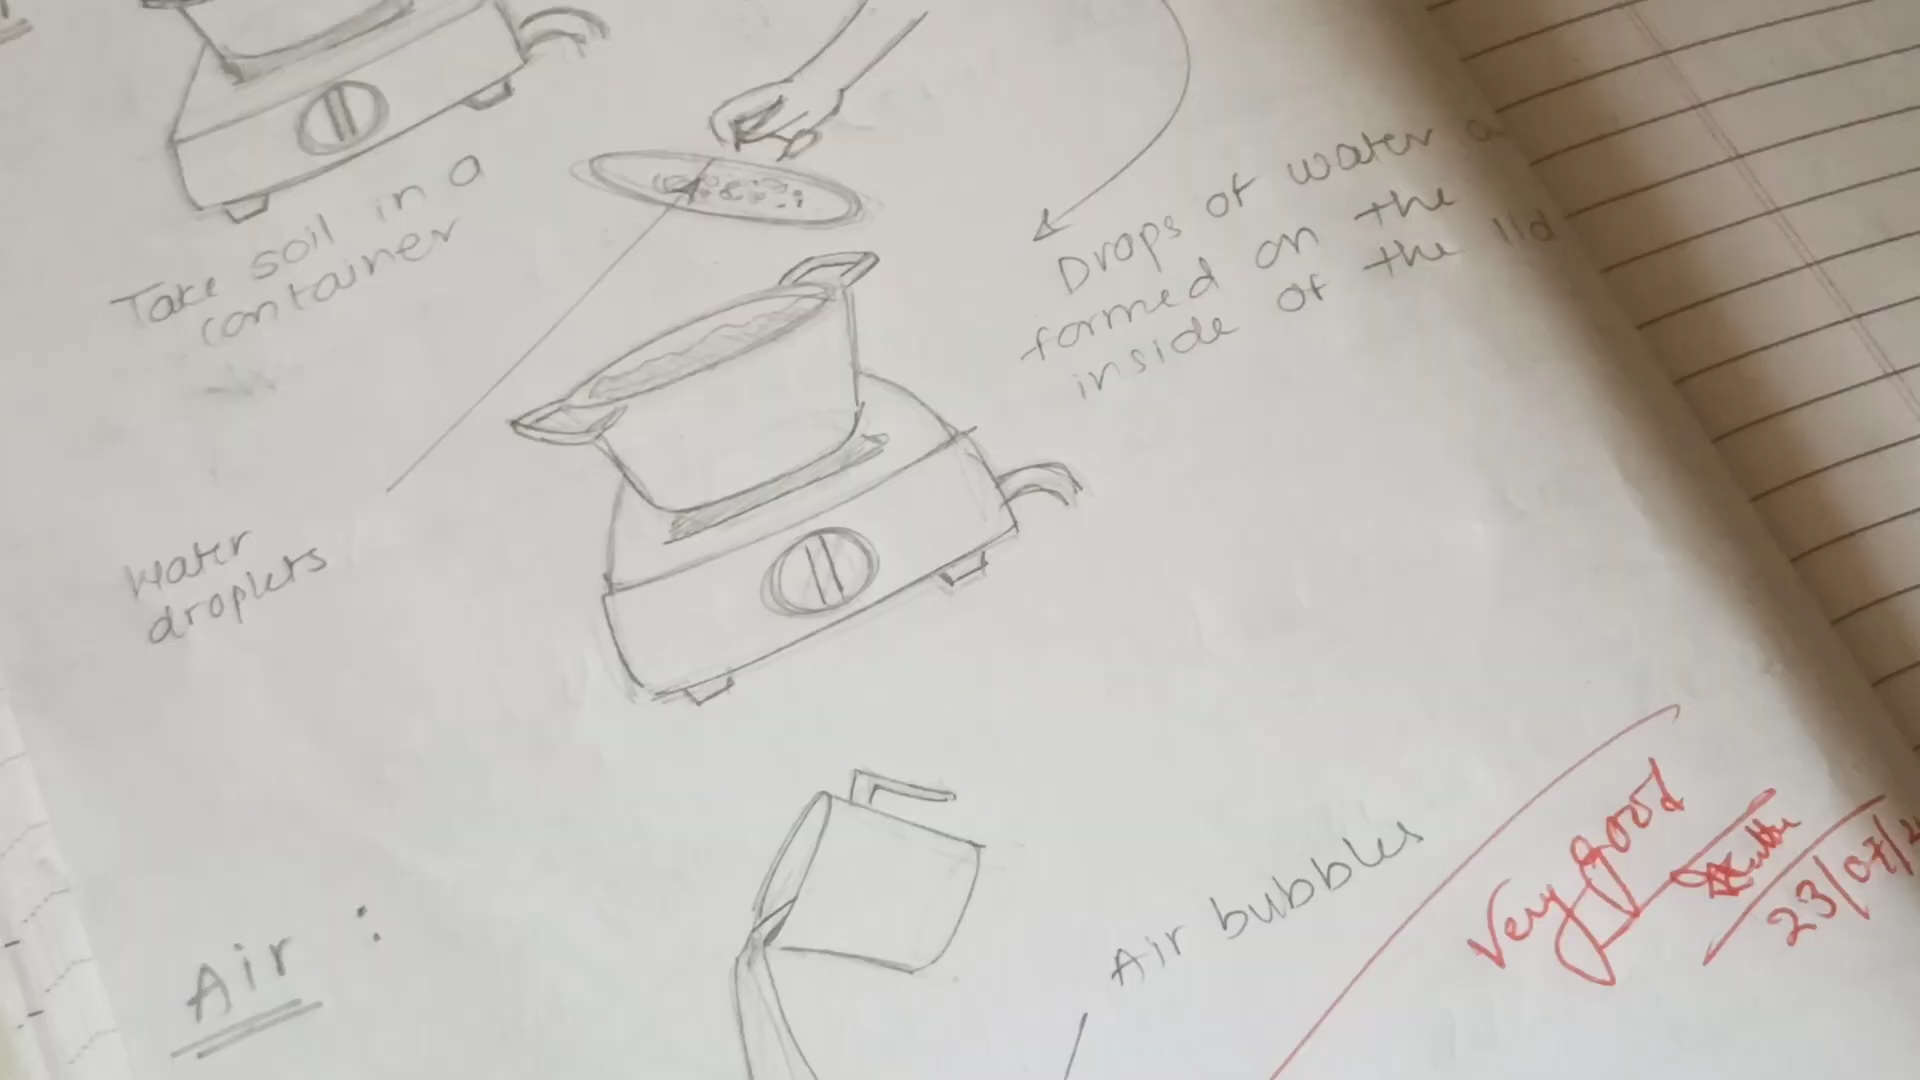 Take soil in a
container
Drops of water a
formed on the
inside of the lid
Water
droplets
Air :
Air bubbles
Very good
23/07/